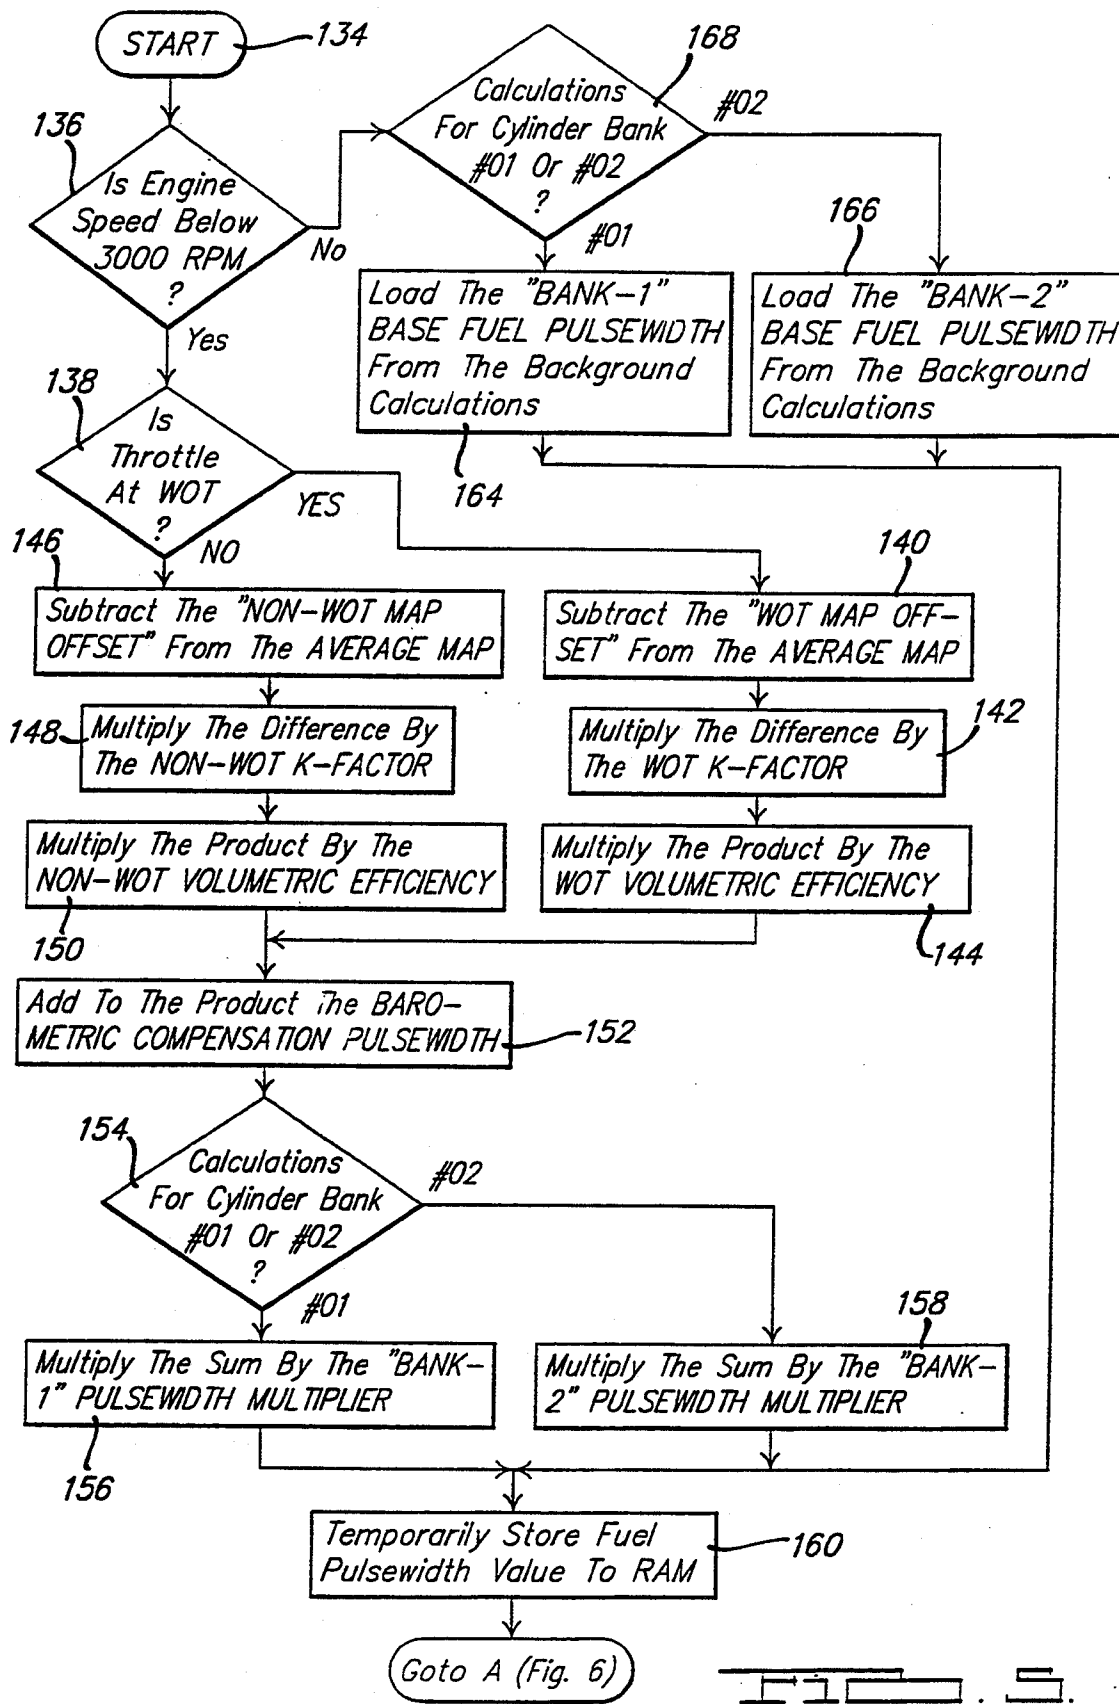 START
134
136
Is Engine
Speed Below
3000 RPM
?
No
Yes
168
Calculations
For Cylinder Bank
#01 Or #02
?
#02
#01
166
Load The "BANK-1"
BASE FUEL PULSEWIDTH
From The Background
Calculations
164
Load The "BANK-2"
BASE FUEL PULSEWIDTH
From The Background
Calculations
138
Is
Throttle
At WOT
?
YES
NO
146
Subtract The "NON-WOT MAP
OFFSET" From The AVERAGE MAP
140
Subtract The "WOT MAP OFF-
SET" From The AVERAGE MAP
148
Multiply The Difference By
The NON-WOT K-FACTOR
142
Multiply The Difference By
The WOT K-FACTOR
Multiply The Product By The
NON-WOT VOLUMETRIC EFFICIENCY
150
Multiply The Product By The
WOT VOLUMETRIC EFFICIENCY
144
Add To The Product The BARO-
METRIC COMPENSATION PULSEWIDTH
152
154
Calculations
For Cylinder Bank
#01 Or #02
?
#02
#01
Multiply The Sum By The "BANK-
1" PULSEWIDTH MULTIPLIER
156
158
Multiply The Sum By The "BANK-
2" PULSEWIDTH MULTIPLIER
Temporarily Store Fuel
Pulsewidth Value To RAM
160
Goto A (Fig. 6)